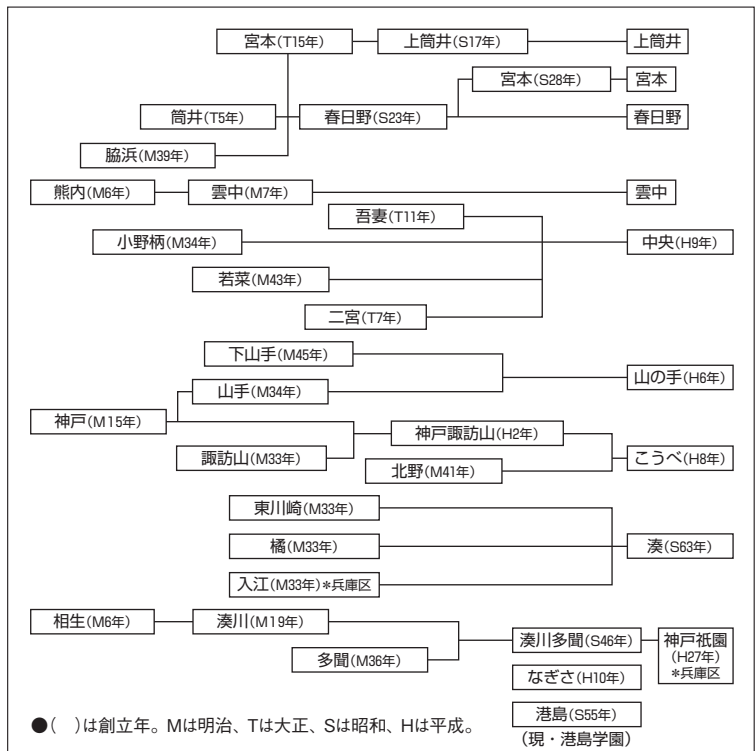 宮本(T15年) 上筒井(S17年) 上筒井
宮本(S28年) 宮本
筒井(T5年) 春日野(S23年) 春日野
脇浜(M39年)
熊内(M6年) 雲中(M7年) 雲中
吾妻(T11年)
小野柄(M34年) 中央(H9年)
若菜(M43年)
二宮(T7年)
下山手(M45年)
山の手(H6年)
山手(M34年)
神戸(M15年)
神戸諏訪山(H2年)
諏訪山(M33年) こうべ(H8年)
北野(M41年)
東川崎(M33年)
橘(M33年) 湊(S63年)
入江(M33年)*兵庫区
相生(M6年) 湊川(M19年)
湊川多聞(S46年) 神戸祇園
(H27年)
*兵庫区
多聞(M36年)
なぎさ(H10年)
港島(S55年)
(現・港島学園)
●( )は創立年。Mは明治、Tは大正、Sは昭和、Hは平成。